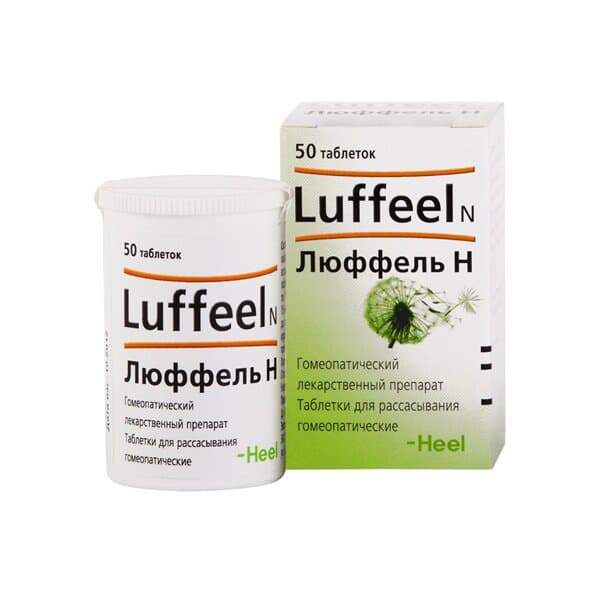 50 таблеток
Luffeel N
Люффель Н
Гомеопатический
лекарственный препарат
Таблетки для рассасывания
гомеопатические
-Heel
50 таблеток
Luffeel N
Люффель Н
Гомеопатический
лекарственный препарат
Таблетки для рассасывания
гомеопатические
-Heel